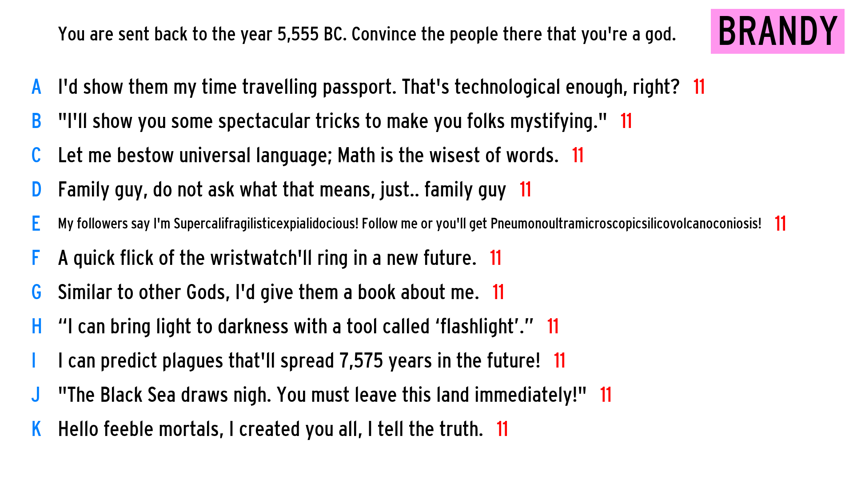 You are sent back to the year 5,555 BC. Convince the people there that you're a god.
BRANDY
A I'd show them my time travelling passport. That's technological enough, right? 11
B "I'll show you some spectacular tricks to make you folks mystifying." 11
C Let me bestow universal language; Math is the wisest of words. 11
D Family guy, do not ask what that means, just.. family guy 11
E My followers say I'm Supercalifragilisticexpialidocious! Follow me or you'll get Pneumonoultramicroscopicsilicovolcanoconiosis! 11
F A quick flick of the wristwatch'll ring in a new future. 11
G Similar to other Gods, I'd give them a book about me. 11
H “I can bring light to darkness with a tool called ‘flashlight’.” 11
I I can predict plagues that'll spread 7,575 years in the future! 11
J "The Black Sea draws nigh. You must leave this land immediately!" 11
K Hello feeble mortals, I created you all, I tell the truth. 11